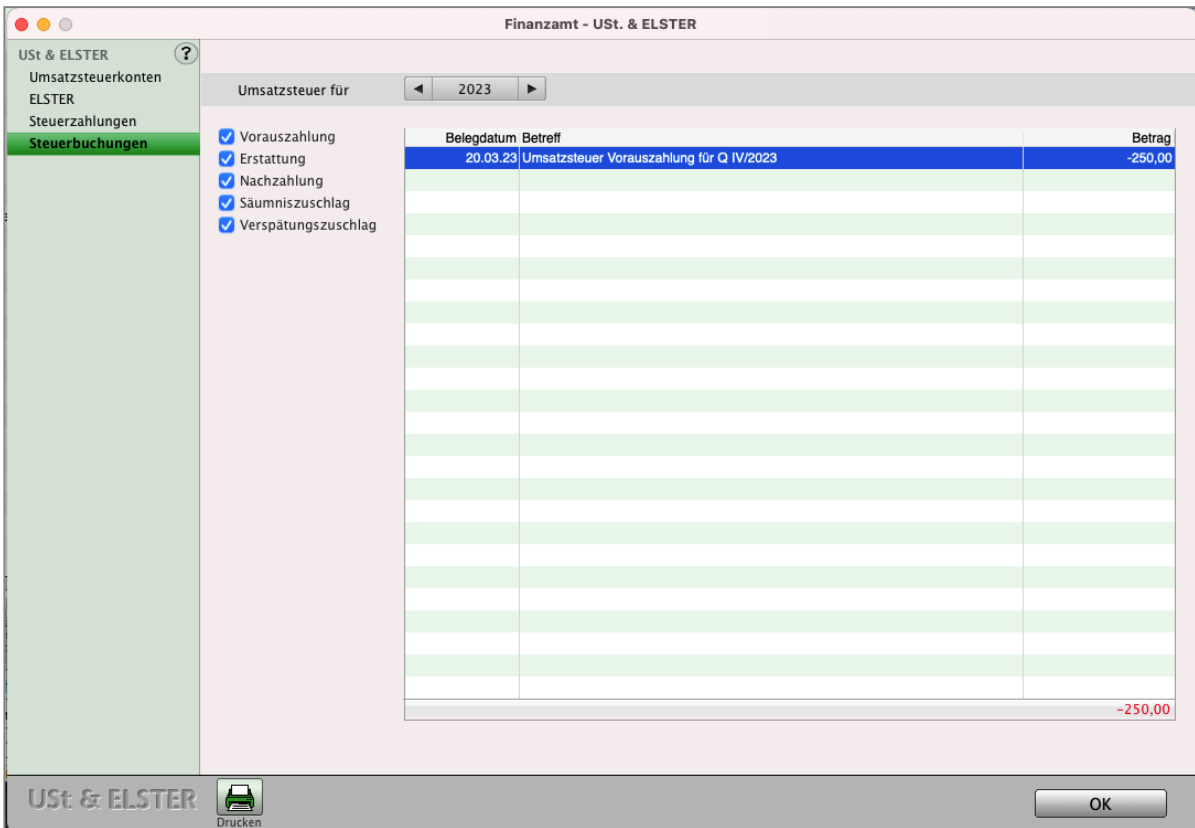 Finanzamt - USt. & ELSTER
USt & ELSTER
?
Umsatzsteuerkonten
ELSTER
Steuerzahlungen
Steuerbuchungen
Umsatzsteuer für
2023
Vorauszahlung
Erstattung
Nachzahlung
Säumniszuschlag
Verspätungszuschlag
Belegdatum Betreff Betrag
20.03.23 Umsatzsteuer Vorauszahlung für Q IV/2023 -250,00
-250,00
USt & ELSTER
Drucken
OK